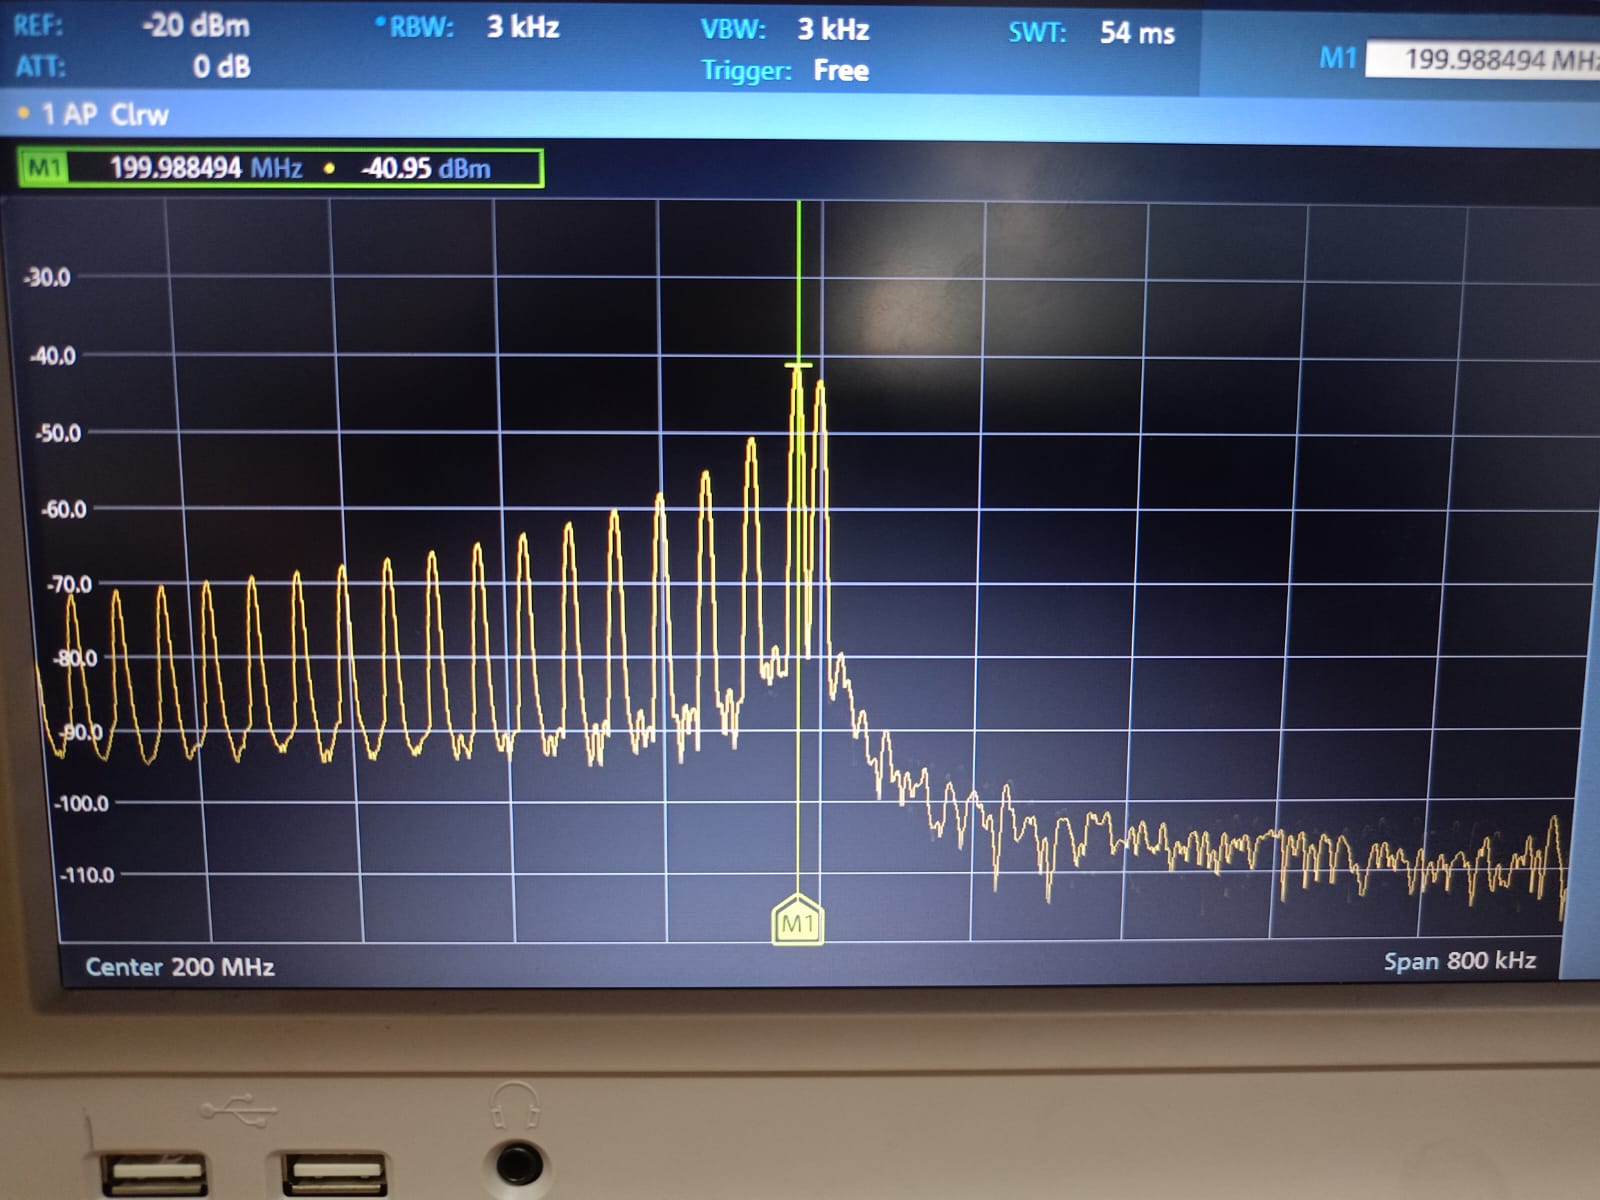 REF: -20 dBm • RBW: 3 kHz VBW: 3 kHz SWT: 54 ms
ATT: 0 dB Trigger: Free M1 199.988494 MHz
• 1 AP Clrw
M1 199.988494 MHz • -40.95 dBm
-30.0
-40.0
-50.0
-60.0
-70.0
-80.0
-90.0
-100.0
-110.0
M1
Center 200 MHz Span 800 kHz